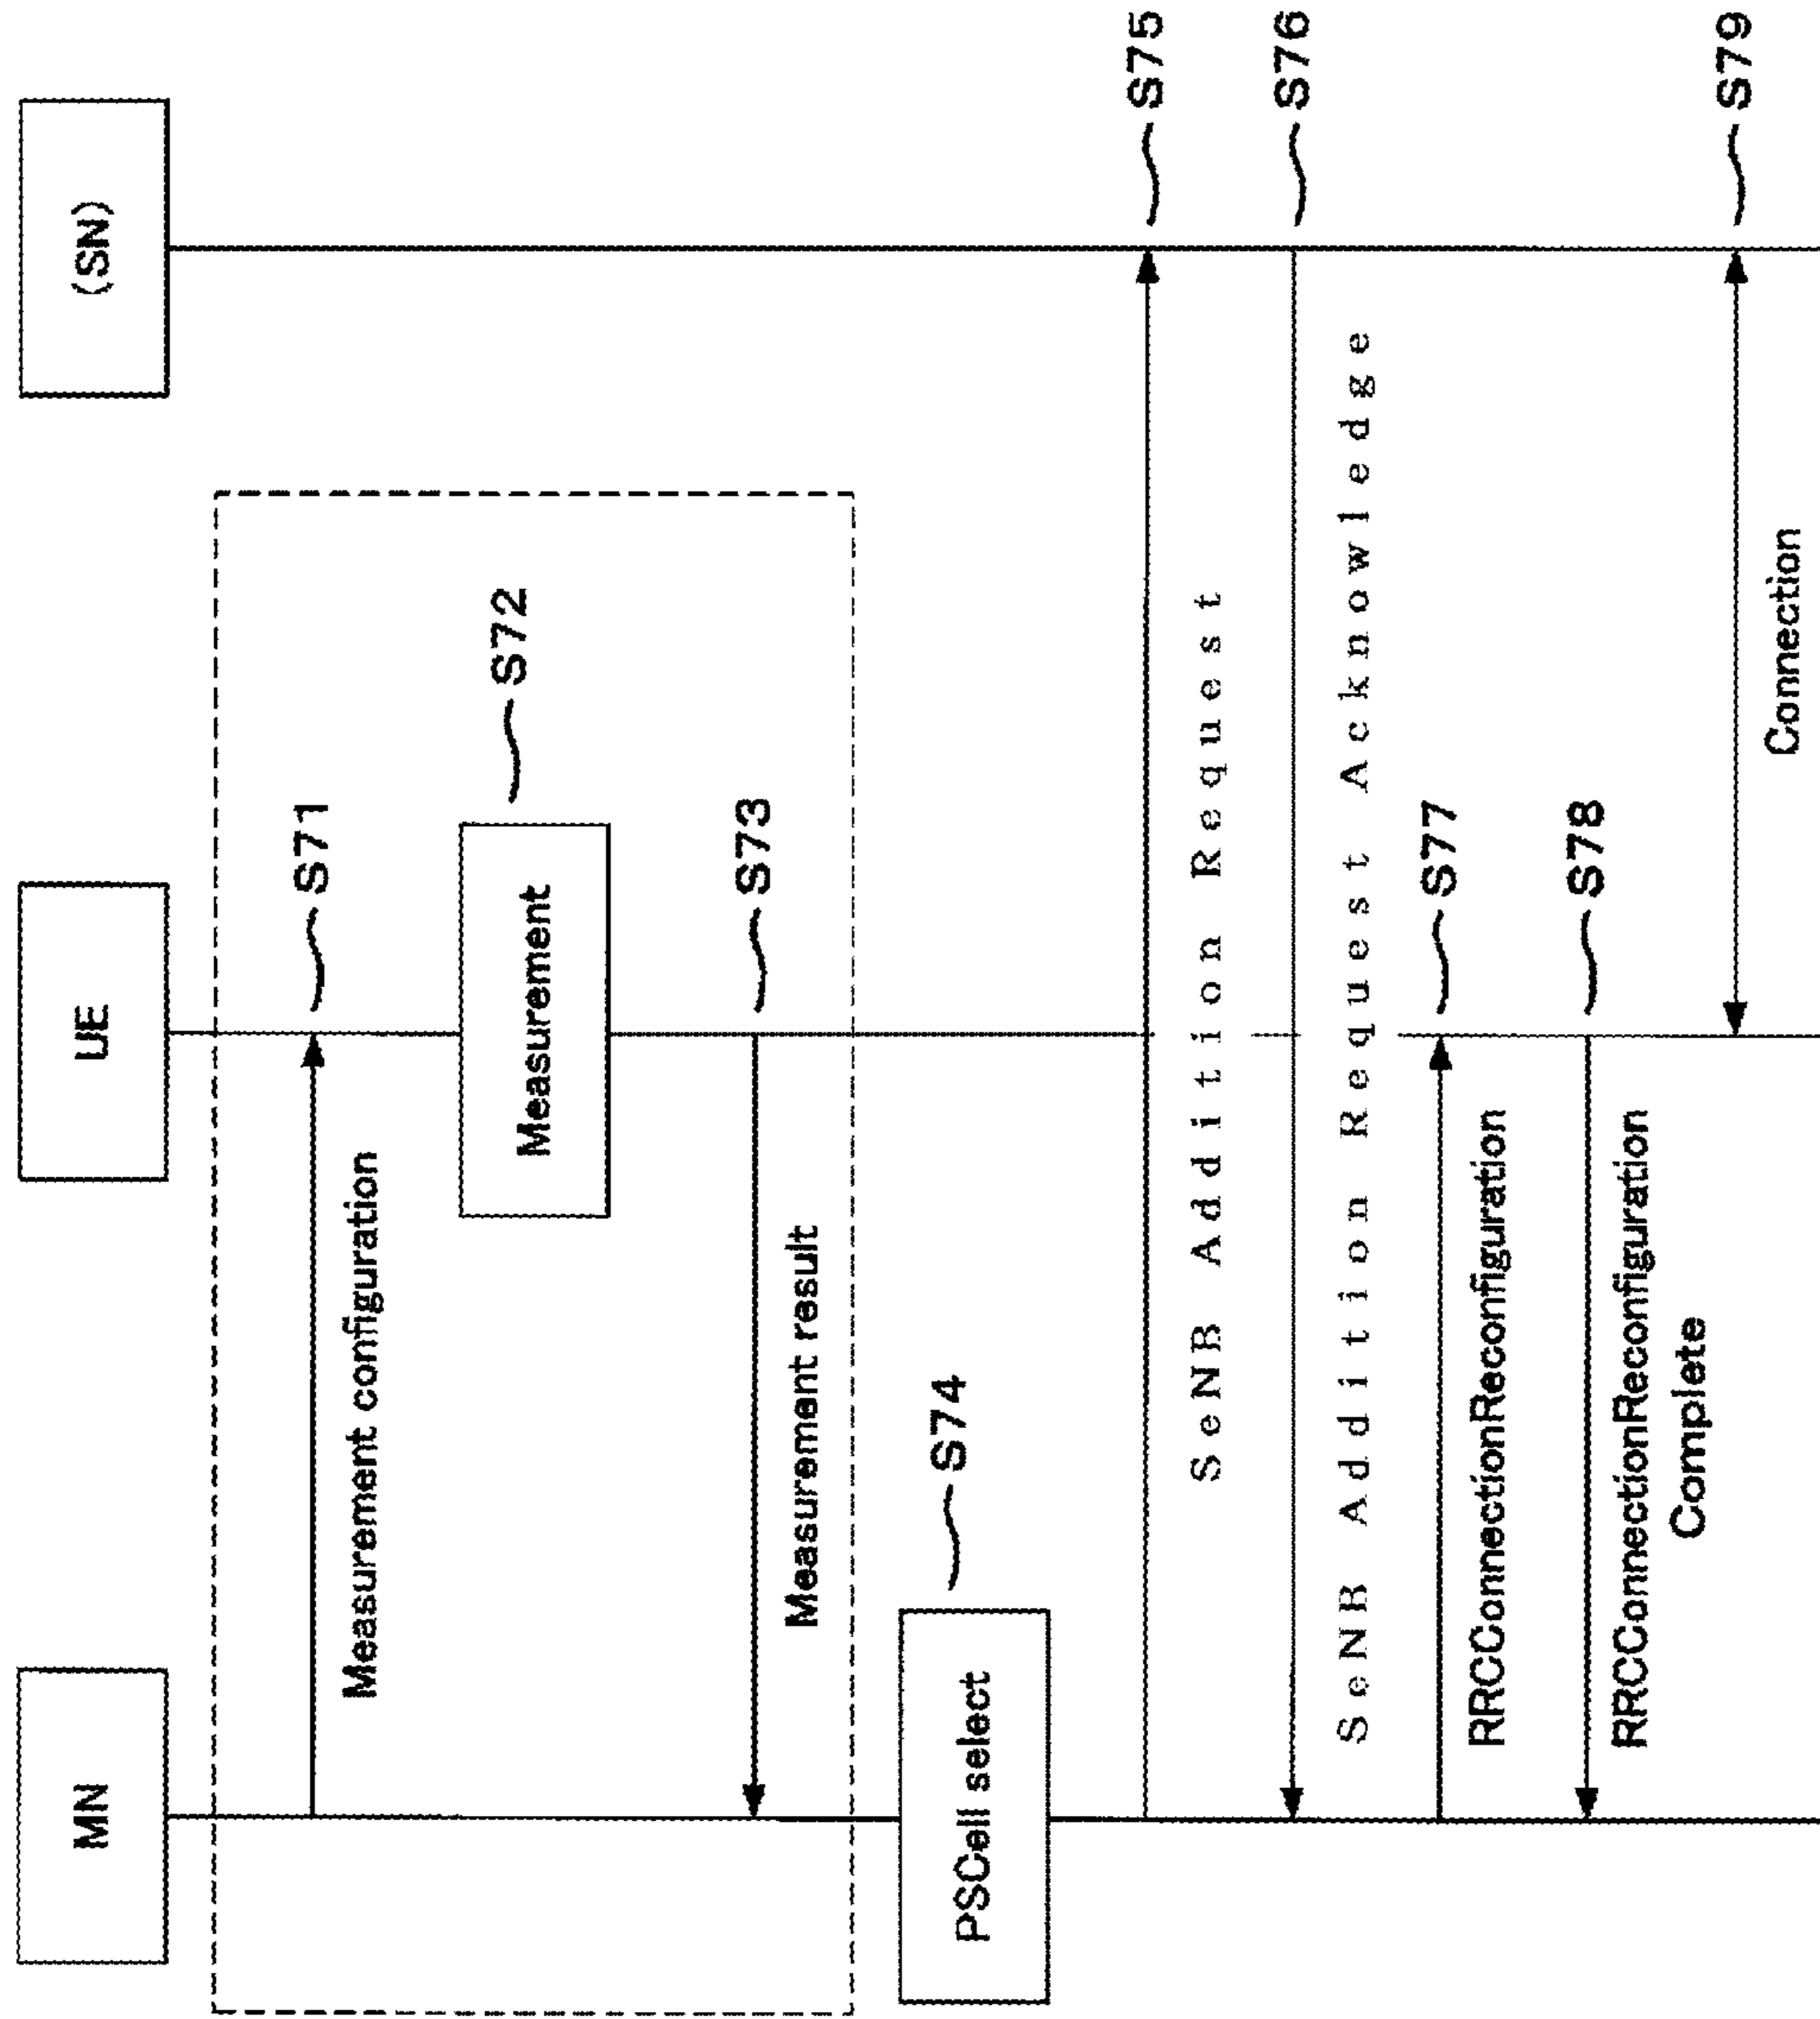 MN
UE
(SN)
S71
Measurement configuration
Measurement
S72
S73
Measurement result
PSCell select
S74
S75
SeNB Addition Request
S76
SeNB Addition Request Acknowledge
S77
RRCConnectionReconfiguration
S78
RRCConnectionReconfiguration
Complete
S79
Connection